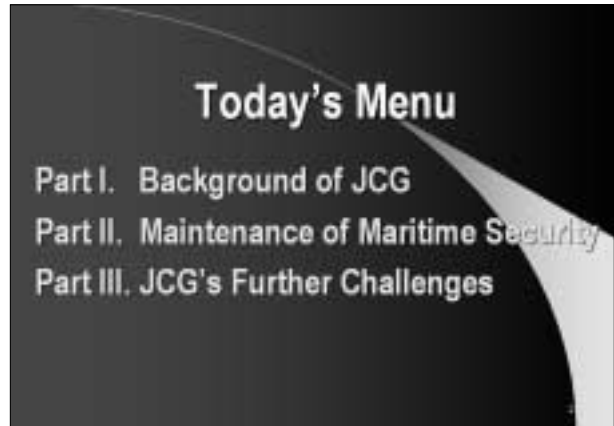 Today's Menu
Part I. Background of JCG
Part II. Maintenance of Maritime Security
Part III. JCG's Further Challenges